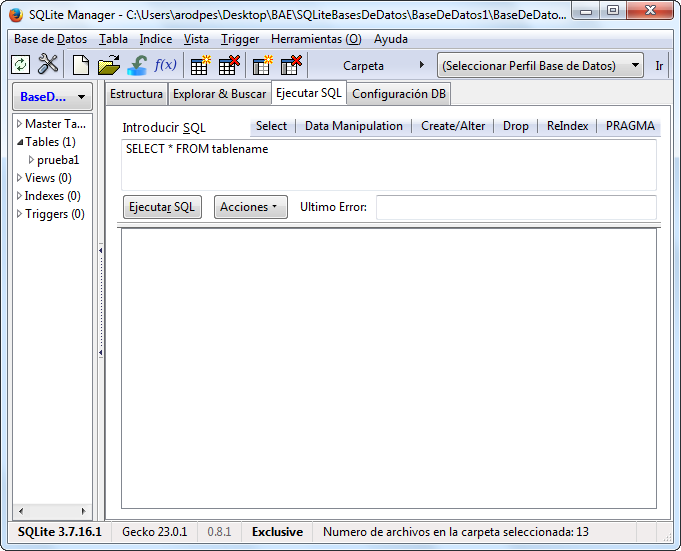 SQLite Manager - C:\Users\arodpes\Desktop\BAE\SQLiteBasesDeDatos\BaseDeDatos1\BaseDeDato...
Base de Datos Tabla Indice Vista Trigger Herramientas (O) Ayuda
f(x) Carpeta (Seleccionar Perfil Base de Datos) Ir
BaseD...
Estructura Explorar & Buscar Ejecutar SQL Configuración DB
Master Ta...
Tables (1)
prueba1
Views (0)
Indexes (0)
Triggers (0)
Introducir SQL Select Data Manipulation Create/Alter Drop ReIndex PRAGMA
SELECT * FROM tablename
Ejecutar SQL Acciones Ultimo Error:
SQLite 3.7.16.1 Gecko 23.0.1 0.8.1 Exclusive Numero de archivos en la carpeta seleccionada: 13